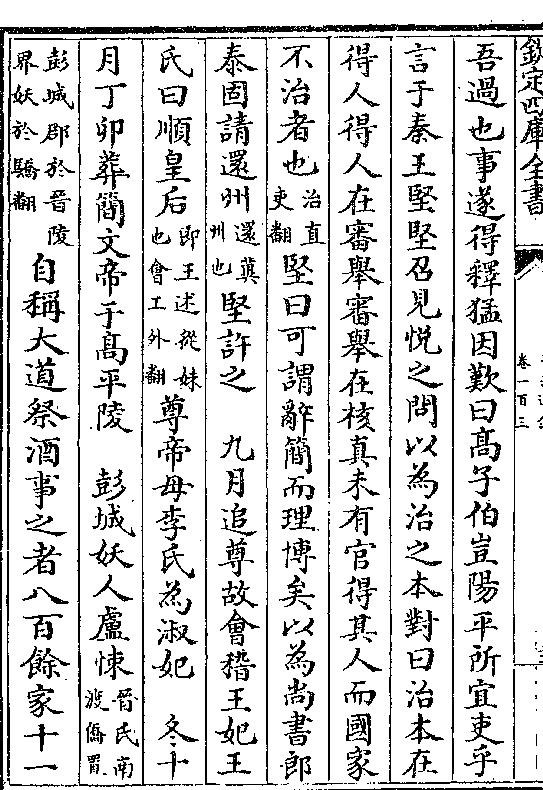 欽定四庫全書
卷一百三
吾過也事遂得釋猛因歎曰高子伯豈陽平所宜吏乎
言于秦王堅堅召見悅之問以為治之本對曰治本在
得人得人在審舉審舉在核真未有官得其人而國家
不治者也治直吏翻堅曰可謂辭簡而理博矣以為尚書郎
泰固請還州還冀州也堅許之 九月追尊故會稽王妃王
氏曰順皇后即王述從妹也會工外翻尊帝母李氏為淑妃 冬十
月丁卯葬簡文帝于高平陵 彭城妖人盧悚晉氏南渡僑置
彭城郡於晉陵界妖於驕翻自稱大道祭酒事之者八百餘家十一